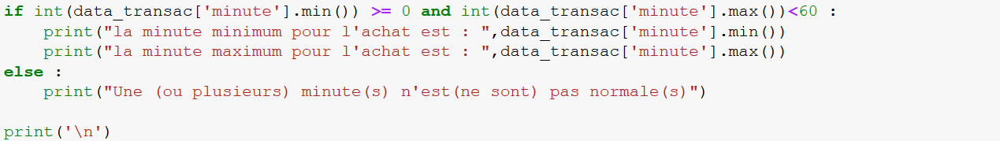 if int(data_transac['minute'].min()) >= 0 and int(data_transac['minute'].max())<60 :
    print("la minute minimum pour l'achat est : ",data_transac['minute'].min())
    print("la minute maximum pour l'achat est : ",data_transac['minute'].max())
else :
    print("Une (ou plusieurs) minute(s) n'est(ne sont) pas normale(s)")

print('\n')